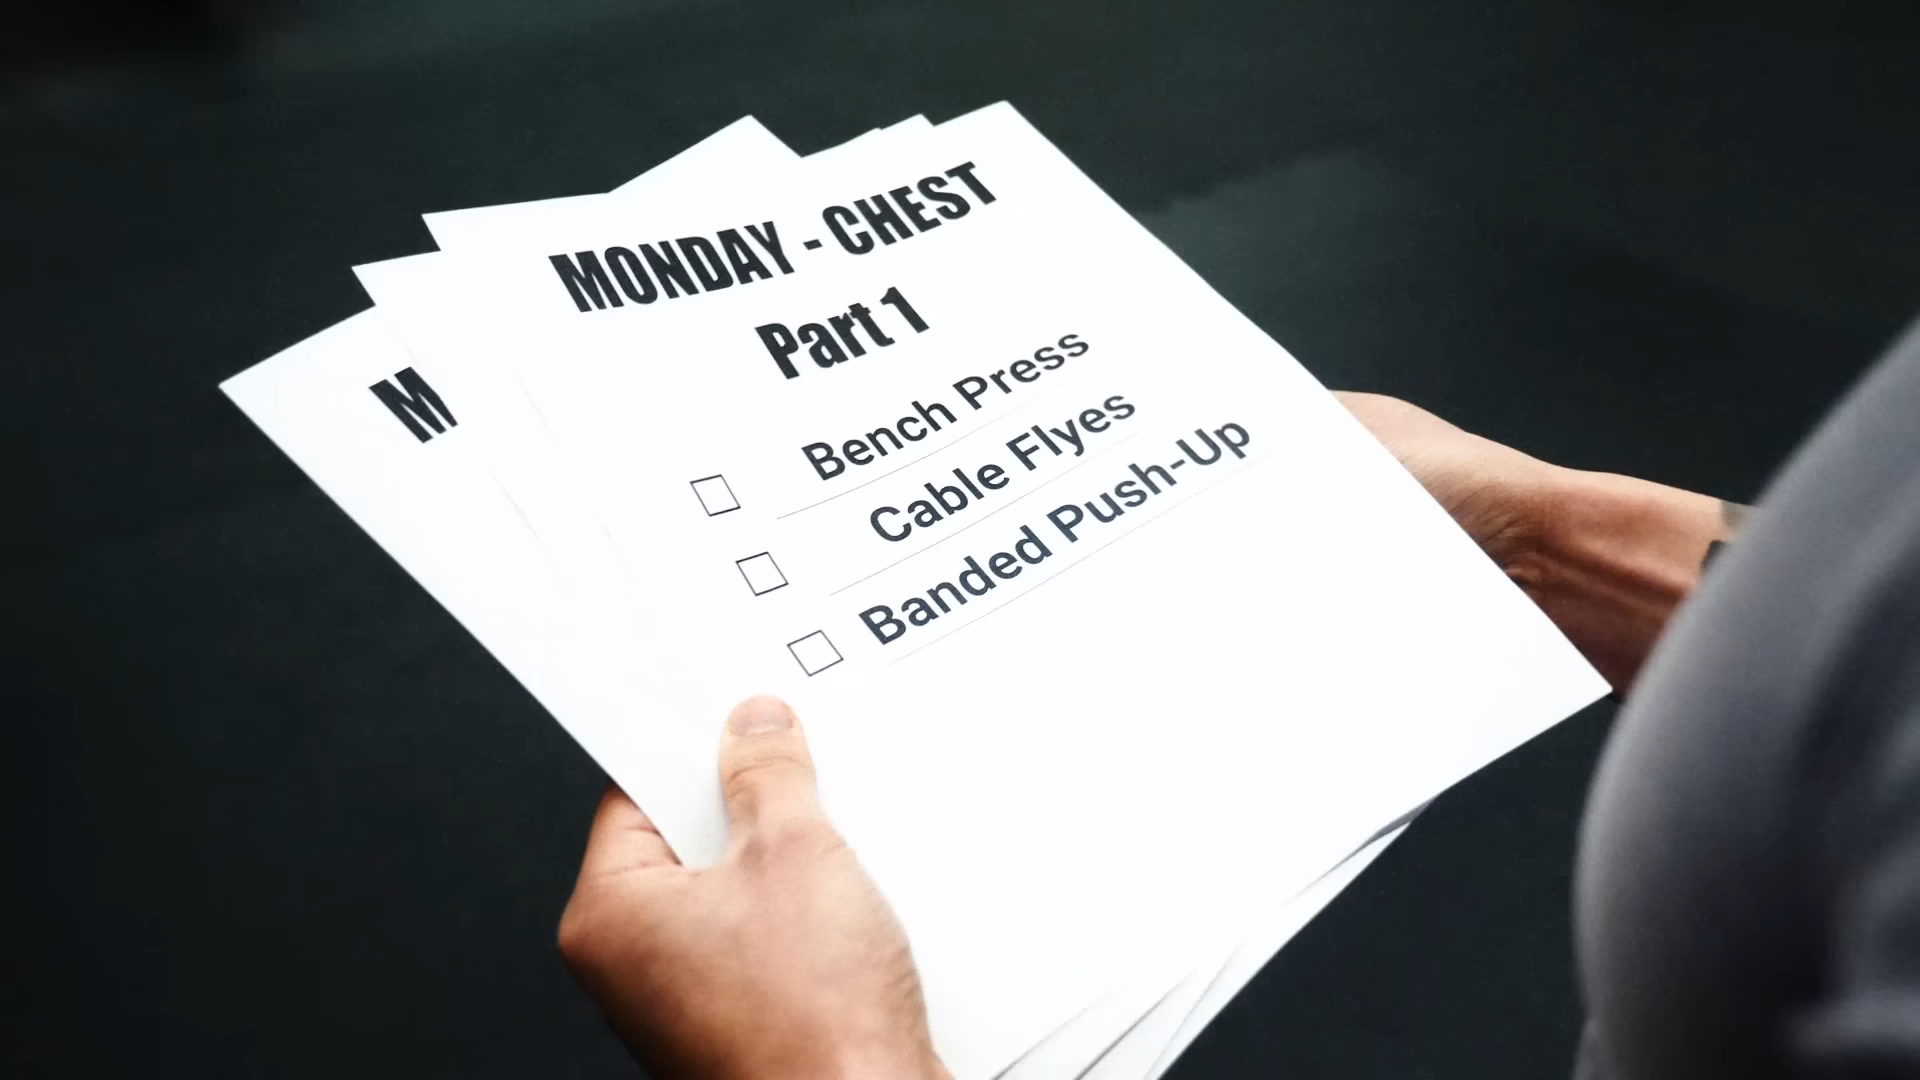 MONDAY - CHEST
Part 1
Bench Press
Cable Flyes
Banded Push-Up
M